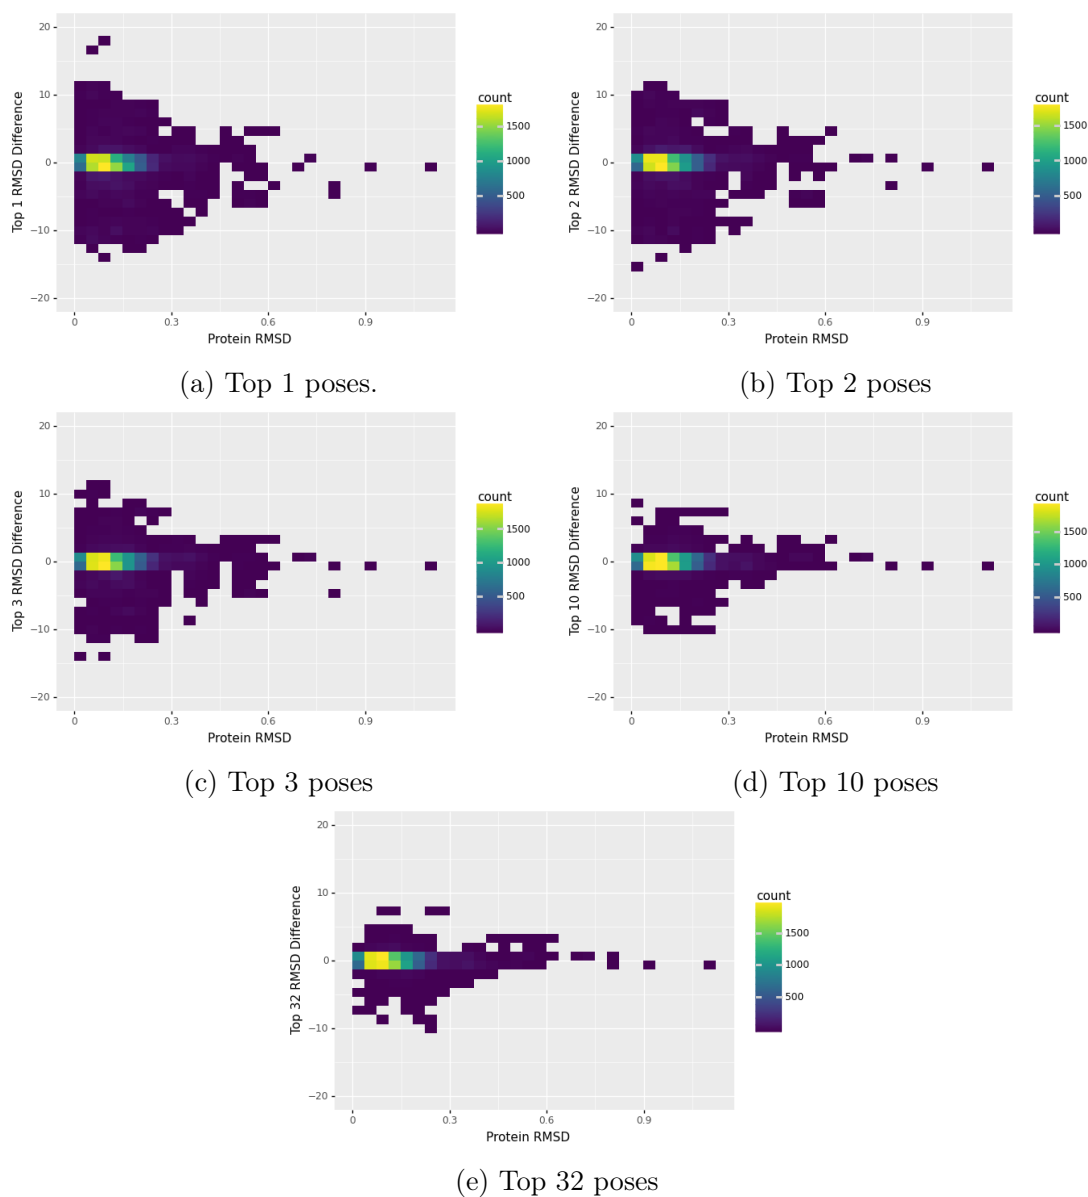 20
10
0
−10
−20
Top 1 RMSD Difference
0 0.3 0.6 0.9
Protein RMSD
count
1500
1000
500
(a) Top 1 poses.
20
10
0
−10
−20
Top 2 RMSD Difference
0 0.3 0.6 0.9
Protein RMSD
count
1500
1000
500
(b) Top 2 poses
20
10
0
−10
−20
Top 3 RMSD Difference
0 0.3 0.6 0.9
Protein RMSD
count
1500
1000
500
(c) Top 3 poses
20
10
0
−10
−20
Top 10 RMSD Difference
0 0.3 0.6 0.9
Protein RMSD
count
1500
1000
500
(d) Top 10 poses
20
10
0
−10
−20
Top 32 RMSD Difference
0 0.3 0.6 0.9
Protein RMSD
count
1500
1000
500
(e) Top 32 poses